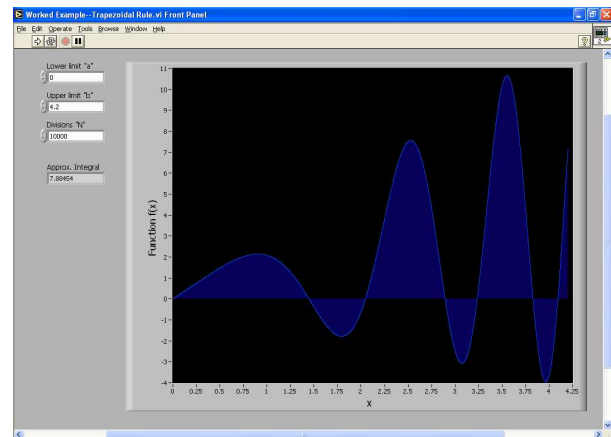 Worked Example--Trapezoidal Rule.vi Front Panel
File Edit Operate Tools Browse Window Help
2
Lower limit "a"
0
Upper limit "b"
4.2
Divisions "N"
10000
Approx. Integral
7.88454
Function f(x)
11
10
9
8
7
6
5
4
3
2
1
0
-1
-2
-3
-4
0 0.25 0.5 0.75 1 1.25 1.5 1.75 2 2.25 2.5 2.75 3 3.25 3.5 3.75 4 4.25
X